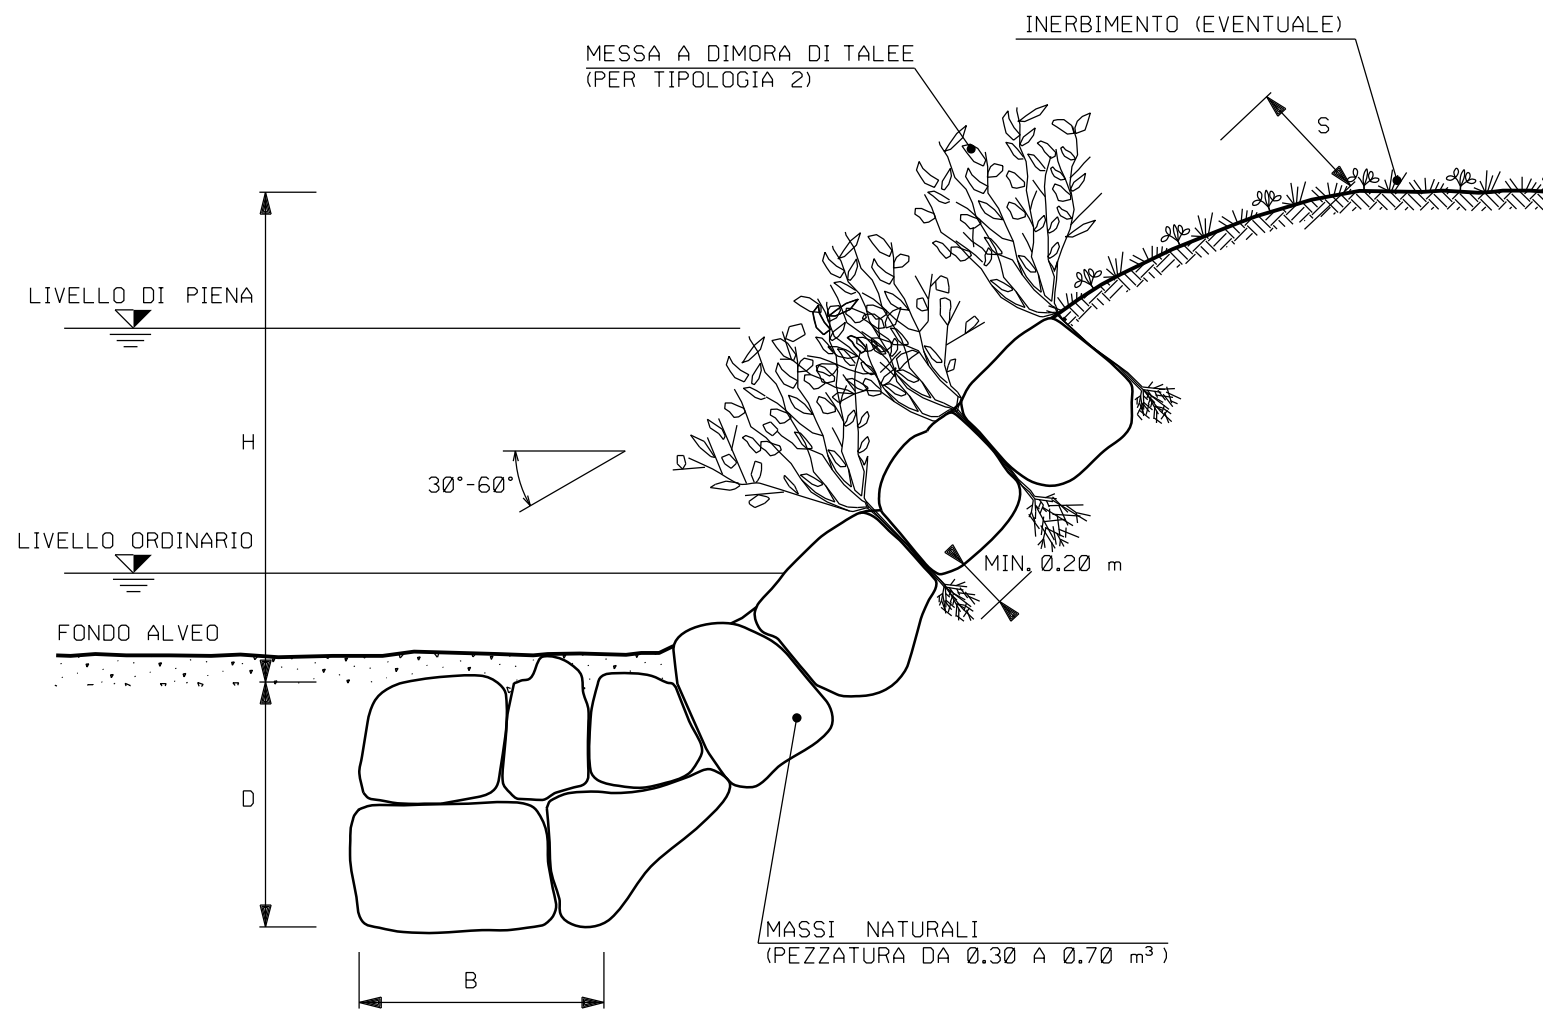 INERBIMENTO (EVENTUALE)
MESSA A DIMORA DI TALEE
(PER TIPOLOGIA 2)
S
LIVELLO DI PIENA
H
30°-60°
LIVELLO ORDINARIO
MIN. 0.20 m
FONDO ALVEO
D
MASSI NATURALI
(PEZZATURA DA 0.30 A 0.70 m³)
B